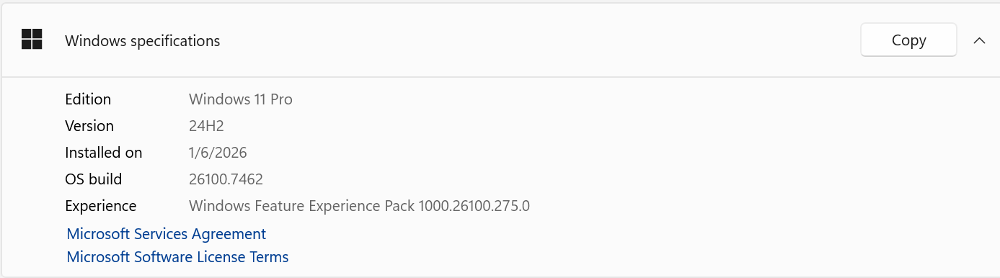 Windows specifications
Copy
Edition Windows 11 Pro
Version 24H2
Installed on 1/6/2026
OS build 26100.7462
Experience Windows Feature Experience Pack 1000.26100.275.0
Microsoft Services Agreement
Microsoft Software License Terms